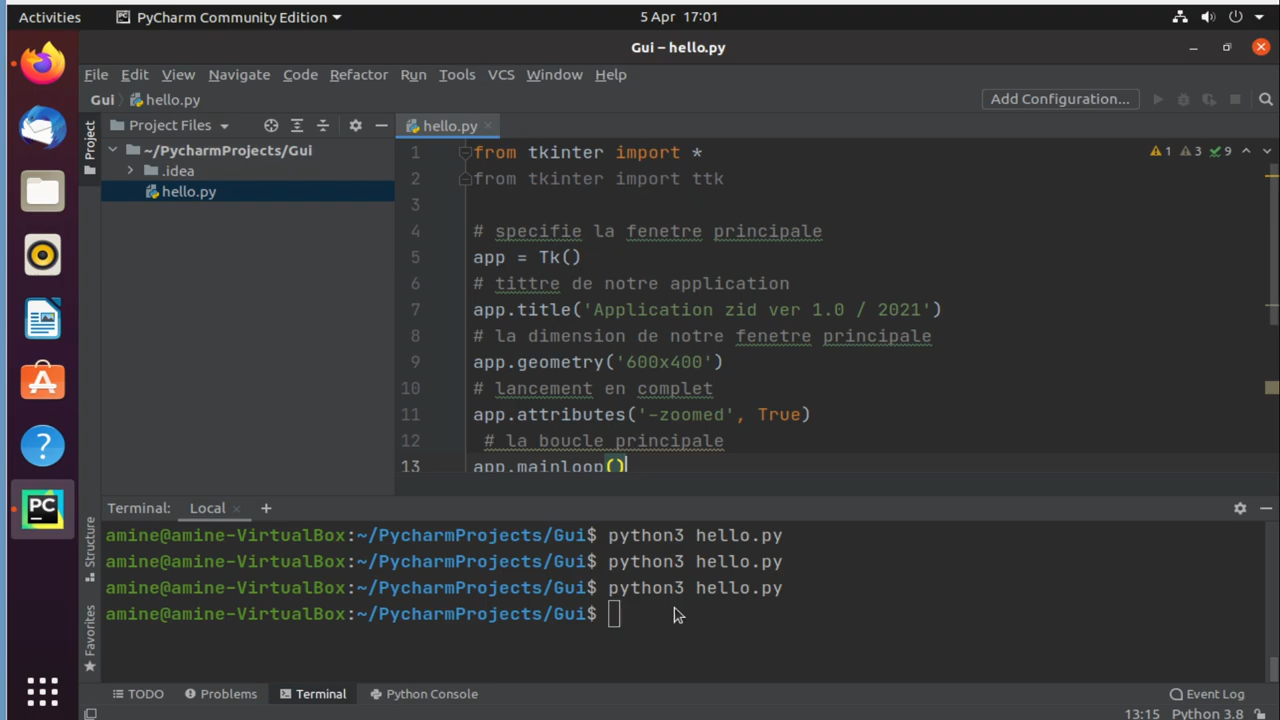 Activities PyCharm Community Edition 5 Apr 17:01
Gui – hello.py
File Edit View Navigate Code Refactor Run Tools VCS Window Help
Gui hello.py Add Configuration...
Project Project Files hello.py
~/PycharmProjects/Gui
.idea
hello.py
1 from tkinter import * 1 3 9
2 from tkinter import ttk
3
4 # specifie la fenetre principale
5 app = Tk()
6 # tittre de notre application
7 app.title('Application zid ver 1.0 / 2021')
8 # la dimension de notre fenetre principale
9 app.geometry('600x400')
10 # lancement en complet
11 app.attributes('-zoomed', True)
12 # la boucle principale
13 app.mainloop()
Terminal: Local +
amine@amine-VirtualBox:~/PycharmProjects/Gui$ python3 hello.py
amine@amine-VirtualBox:~/PycharmProjects/Gui$ python3 hello.py
amine@amine-VirtualBox:~/PycharmProjects/Gui$ python3 hello.py
amine@amine-VirtualBox:~/PycharmProjects/Gui$
Structure
Favorites
PC
TODO Problems Terminal Python Console Event Log
13:15 Python 3.8